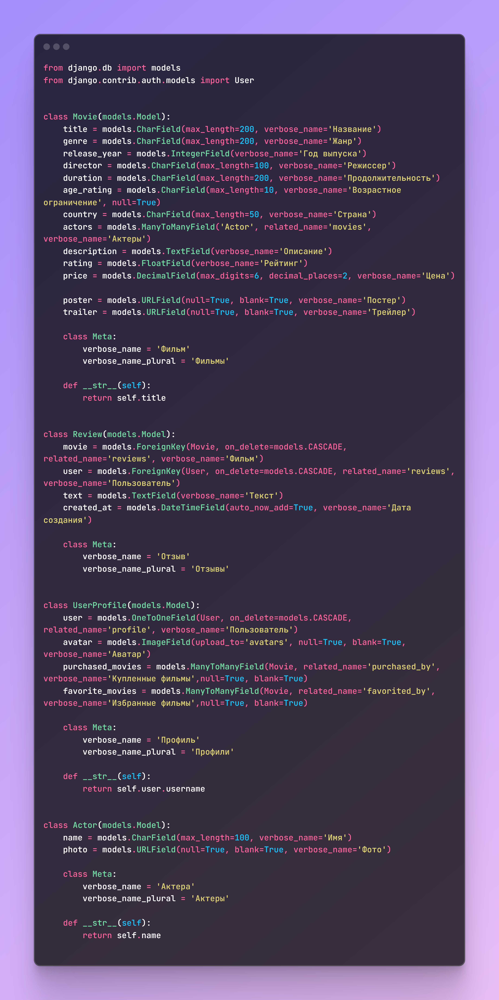 from django.db import models
from django.contrib.auth.models import User
class Movie(models.Model):
    title = models.CharField(max_length=200, verbose_name='Название')
    genre = models.CharField(max_length=200, verbose_name='Жанр')
    release_year = models.IntegerField(verbose_name='Год выпуска')
    director = models.CharField(max_length=100, verbose_name='Режиссер')
    duration = models.CharField(max_length=200, verbose_name='Продолжительность')
    age_rating = models.CharField(max_length=10, verbose_name='Возрастное
ограничение', null=True)
    country = models.CharField(max_length=50, verbose_name='Страна')
    actors = models.ManyToManyField('Actor', related_name='movies',
verbose_name='Актеры')
    description = models.TextField(verbose_name='Описание')
    rating = models.FloatField(verbose_name='Рейтинг')
    price = models.DecimalField(max_digits=6, decimal_places=2, verbose_name='Цена')
    poster = models.URLField(null=True, blank=True, verbose_name='Постер')
    trailer = models.URLField(null=True, blank=True, verbose_name='Трейлер')
    class Meta:
        verbose_name = 'Фильм'
        verbose_name_plural = 'Фильмы'
    def __str__(self):
        return self.title
class Review(models.Model):
    movie = models.ForeignKey(Movie, on_delete=models.CASCADE,
related_name='reviews', verbose_name='Фильм')
    user = models.ForeignKey(User, on_delete=models.CASCADE, related_name='reviews',
verbose_name='Пользователь')
    text = models.TextField(verbose_name='Текст')
    created_at = models.DateTimeField(auto_now_add=True, verbose_name='Дата
создания')
    class Meta:
        verbose_name = 'Отзыв'
        verbose_name_plural = 'Отзывы'
class UserProfile(models.Model):
    user = models.OneToOneField(User, on_delete=models.CASCADE,
related_name='profile', verbose_name='Пользователь')
    avatar = models.ImageField(upload_to='avatars', null=True, blank=True,
verbose_name='Аватар')
    purchased_movies = models.ManyToManyField(Movie, related_name='purchased_by',
verbose_name='Купленные фильмы',null=True, blank=True)
    favorite_movies = models.ManyToManyField(Movie, related_name='favorited_by',
verbose_name='Избранные фильмы',null=True, blank=True)
    class Meta:
        verbose_name = 'Профиль'
        verbose_name_plural = 'Профили'
    def __str__(self):
        return self.user.username
class Actor(models.Model):
    name = models.CharField(max_length=100, verbose_name='Имя')
    photo = models.URLField(null=True, blank=True, verbose_name='Фото')
    class Meta:
        verbose_name = 'Актера'
        verbose_name_plural = 'Актеры'
    def __str__(self):
        return self.name